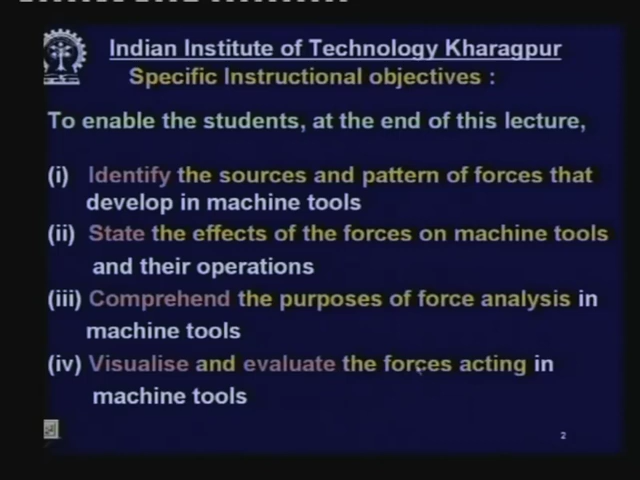 Indian Institute of Technology Kharagpur
Specific Instructional objectives :
To enable the students, at the end of this lecture,
(i) Identify the sources and pattern of forces that
develop in machine tools
(ii) State the effects of the forces on machine tools
and their operations
(iii) Comprehend the purposes of force analysis in
machine tools
(iv) Visualise and evaluate the forces acting in
machine tools
2